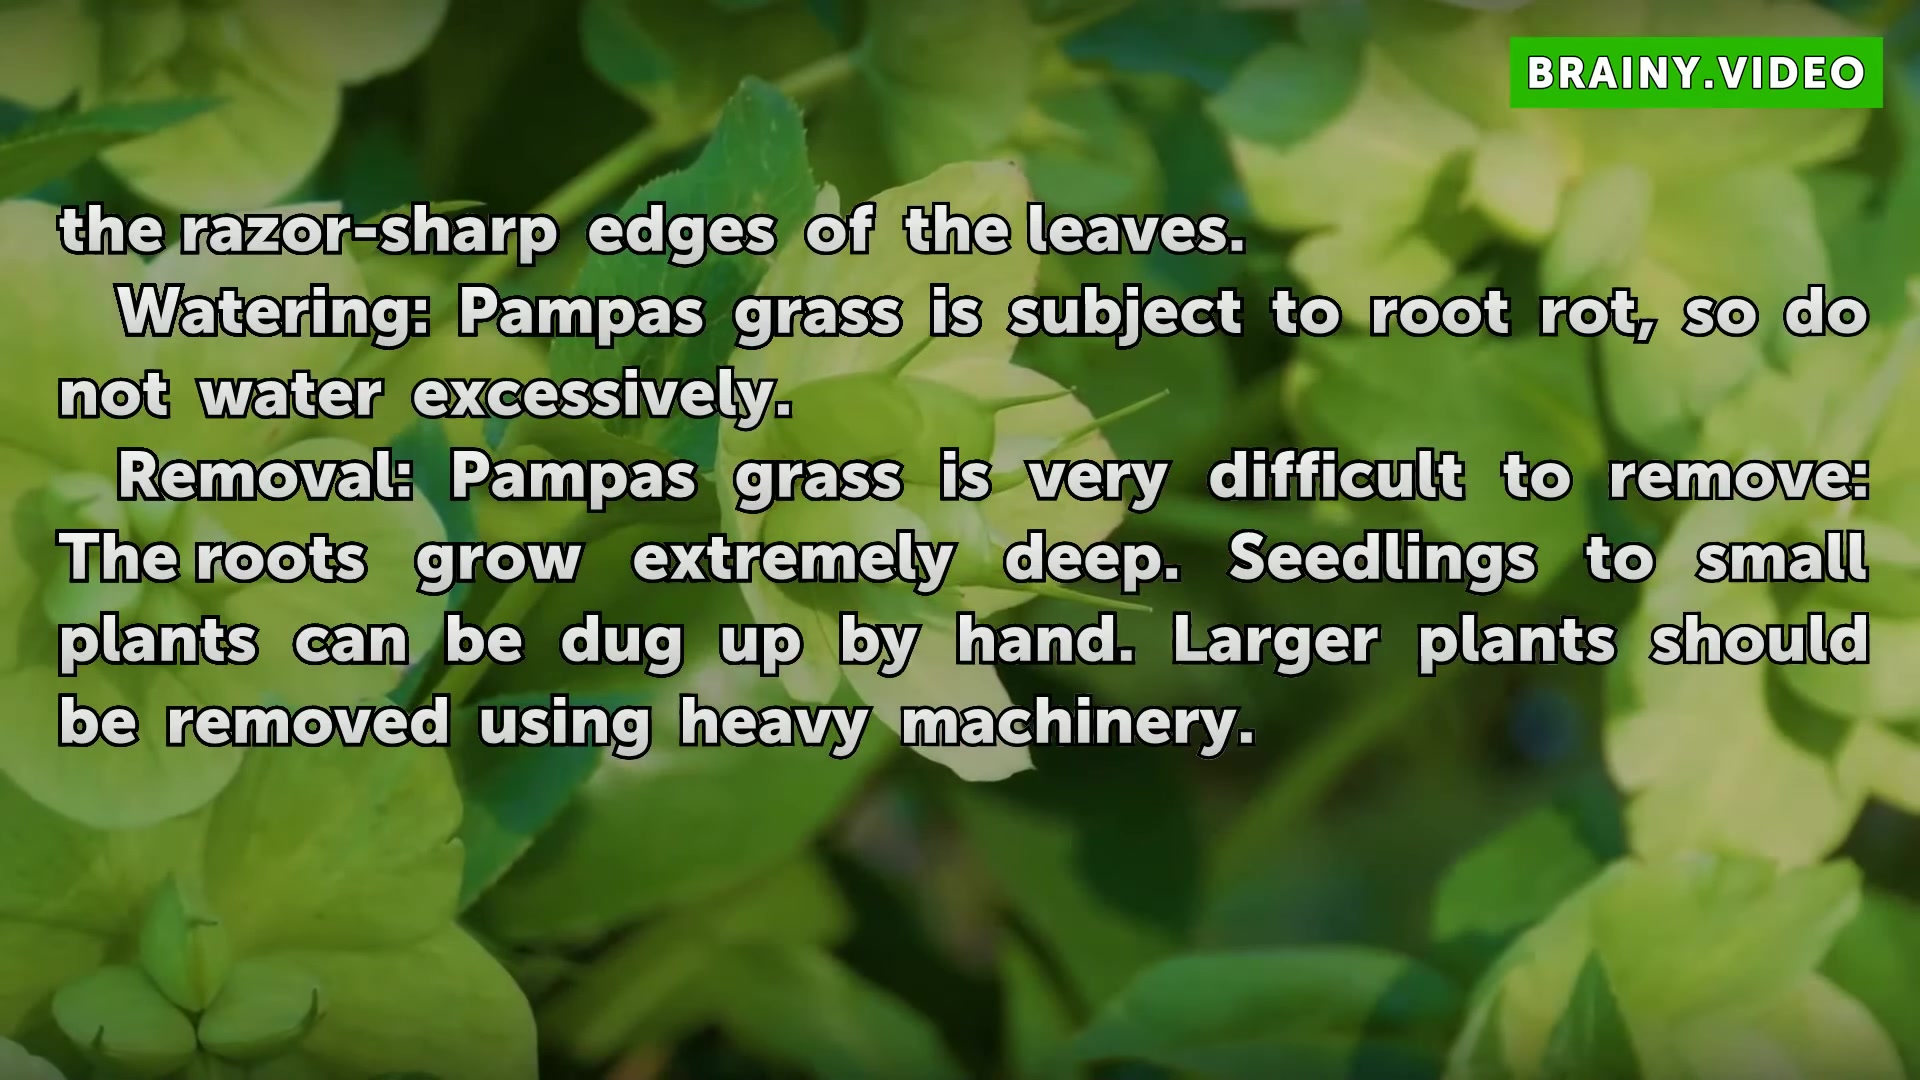 BRAINY.VIDEO
the razor-sharp edges of the leaves.
Watering: Pampas grass is subject to root rot, so do
not water excessively.
Removal: Pampas grass is very difficult to remove:
The roots grow extremely deep. Seedlings to small
plants can be dug up by hand. Larger plants should
be removed using heavy machinery.